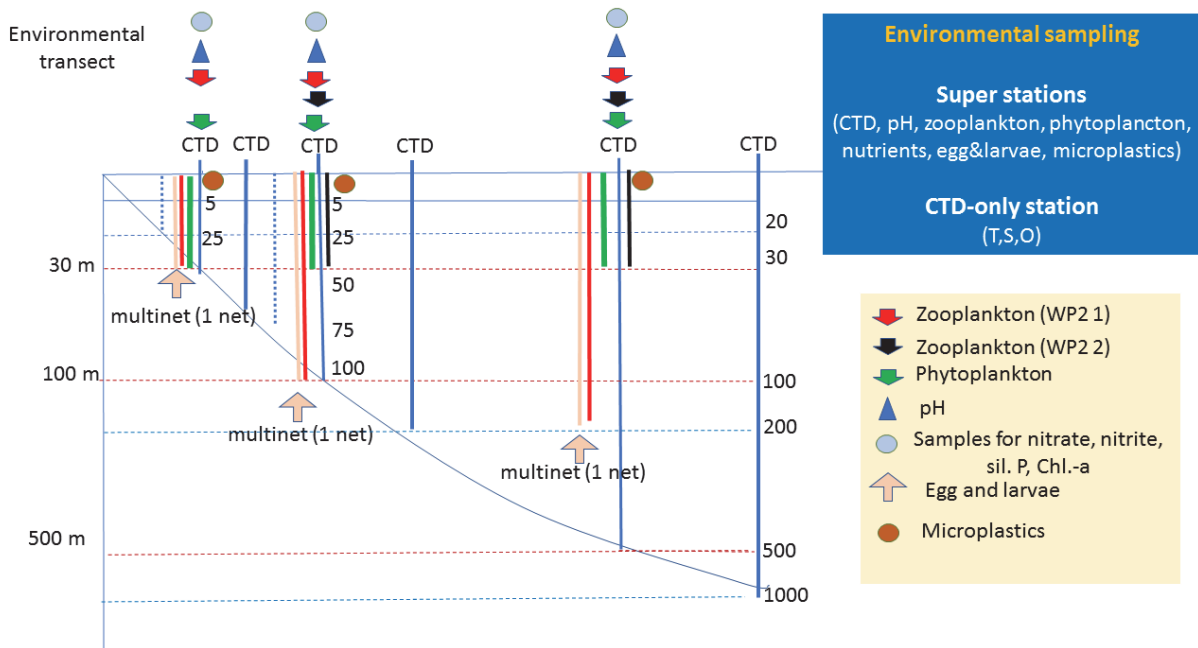 Environmental
transect
CTD CTD CTD CTD CTD CTD
5
25
30 m
multinet (1 net)
5
25
50
75
100
100 m
multinet (1 net)
multinet (1 net)
500 m
20
30
100
200
500
1000
Environmental sampling
Super stations
(CTD, pH, zooplankton, phytoplancton,
nutrients, egg&larvae, microplastics)
CTD-only station
(T,S,O)
Zooplankton (WP2 1)
Zooplankton (WP2 2)
Phytoplankton
pH
Samples for nitrate, nitrite,
sil. P, Chl.-a
Egg and larvae
Microplastics